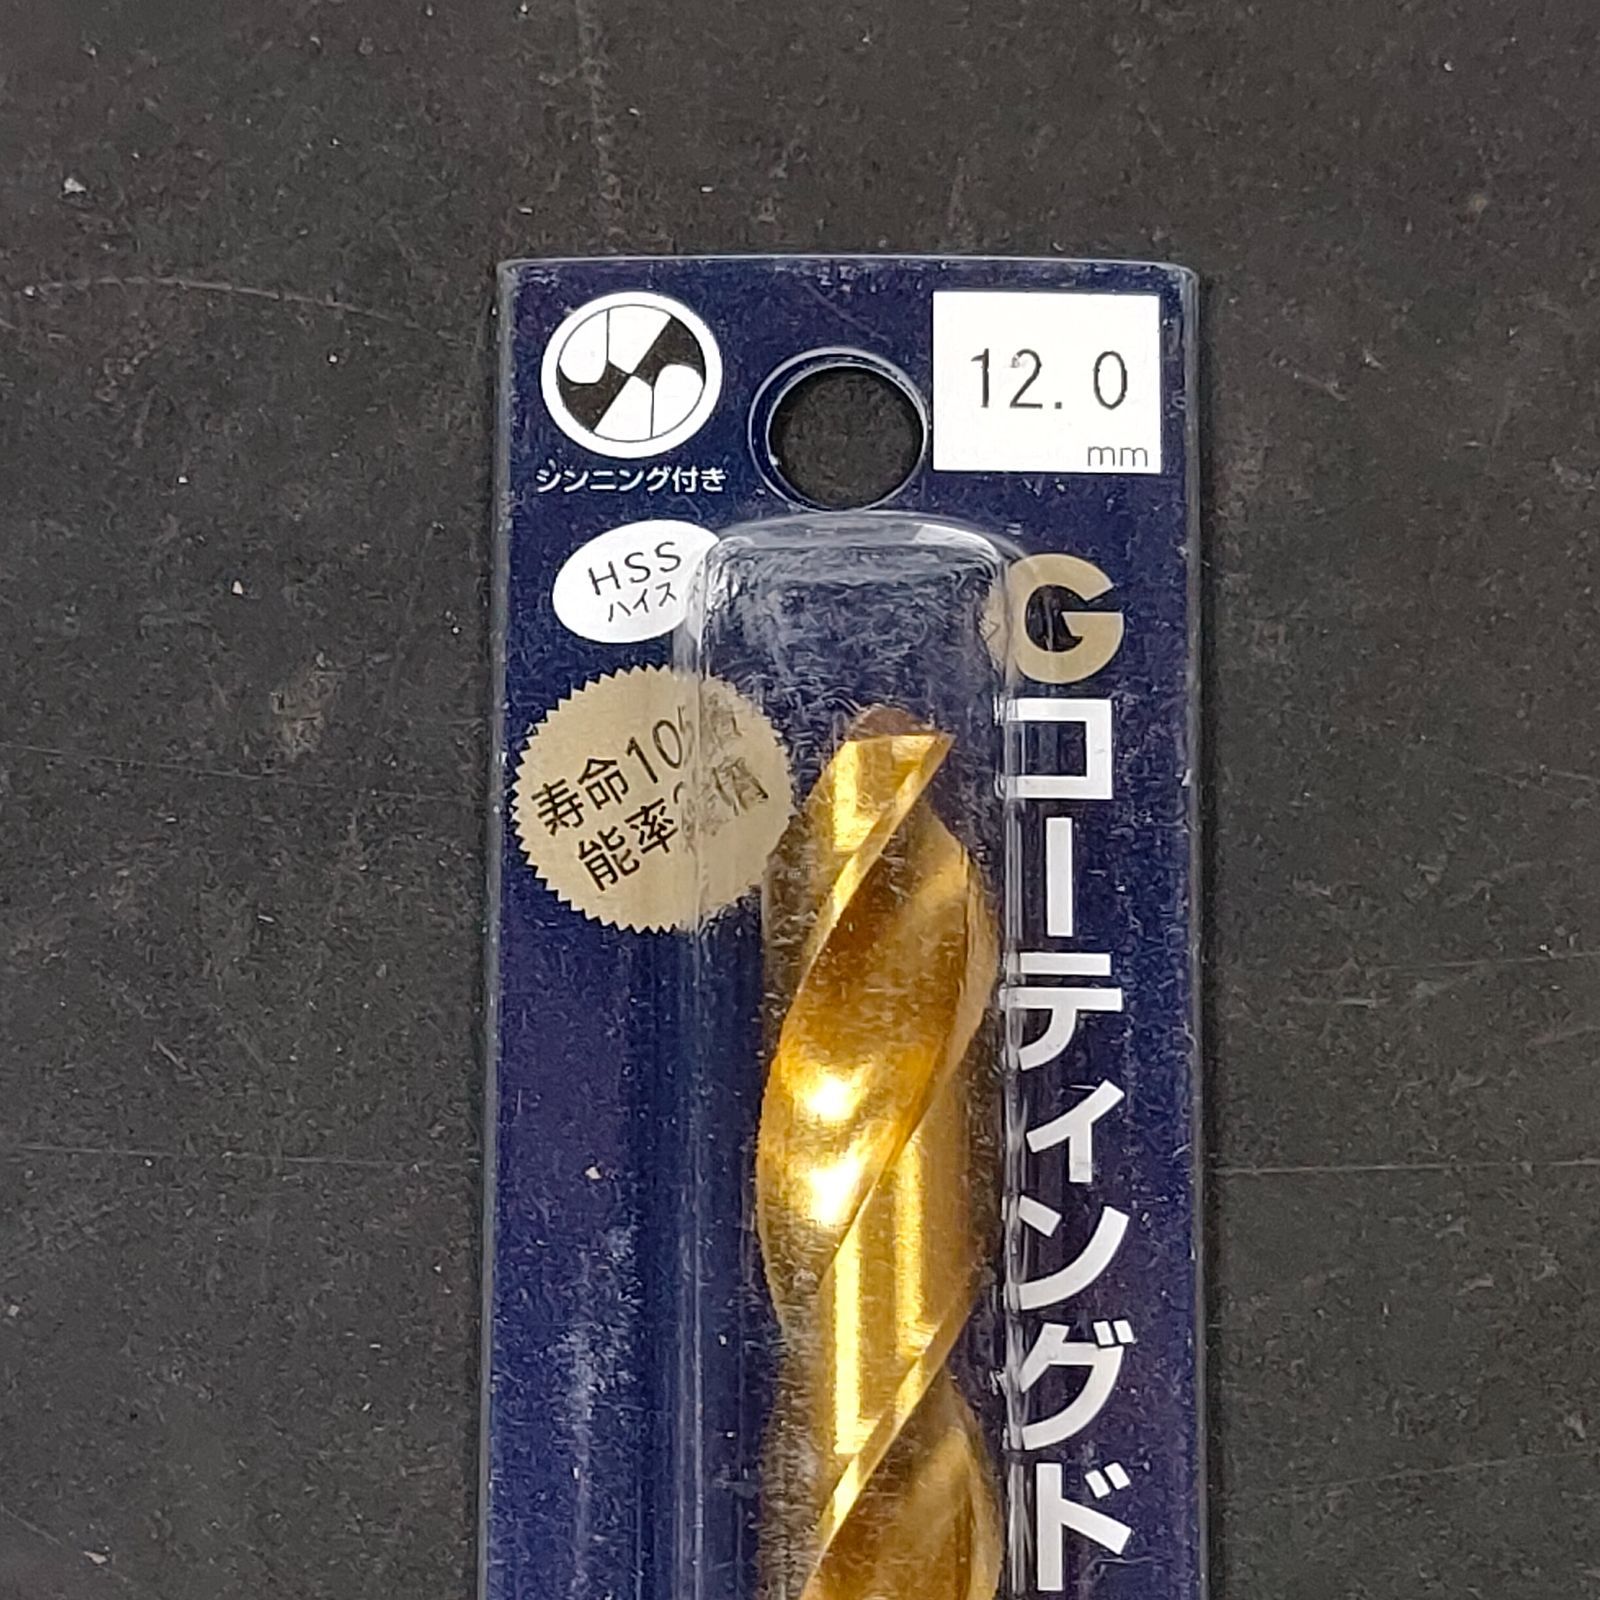 12.0
mm
シンニング付き
HSS
ハイス
寿命10倍
能率
Gコーティングド